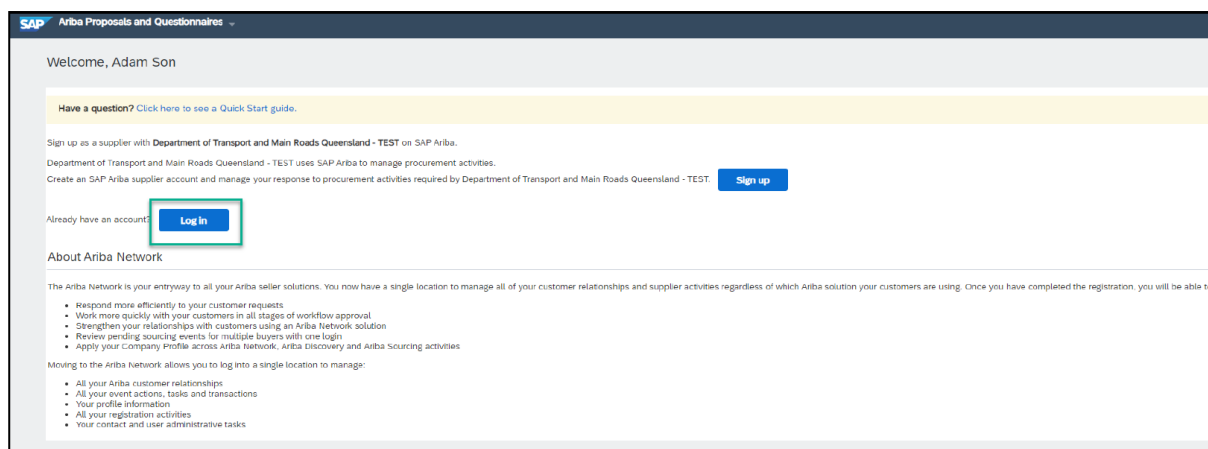 SAP Ariba Proposals and Questionnaires
Welcome, Adam Son
Have a question? Click here to see a Quick Start guide.
Sign up as a supplier with Department of Transport and Main Roads Queensland - TEST on SAP Ariba.
Department of Transport and Main Roads Queensland - TEST uses SAP Ariba to manage procurement activities.
Create an SAP Ariba supplier account and manage your response to procurement activities required by Department of Transport and Main Roads Queensland - TEST. Sign up
Already have an account? Log in
About Ariba Network
The Ariba Network is your entryway to all your Ariba seller solutions. You now have a single location to manage all of your customer relationships and supplier activities regardless of which Ariba solution your customers are using. Once you have completed the registration, you will be able to
• Respond more efficiently to your customer requests
• Work more quickly with your customers in all stages of workflow approval
• Strengthen your relationships with customers using an Ariba Network solution
• Review pending sourcing events for multiple buyers with one login
• Apply your Company Profile across Ariba Network, Ariba Discovery and Ariba Sourcing activities
Moving to the Ariba Network allows you to log into a single location to manage:
• All your Ariba customer relationships
• All your event actions, tasks and transactions
• Your profile information
• All your registration activities
• Your contact and user administrative tasks